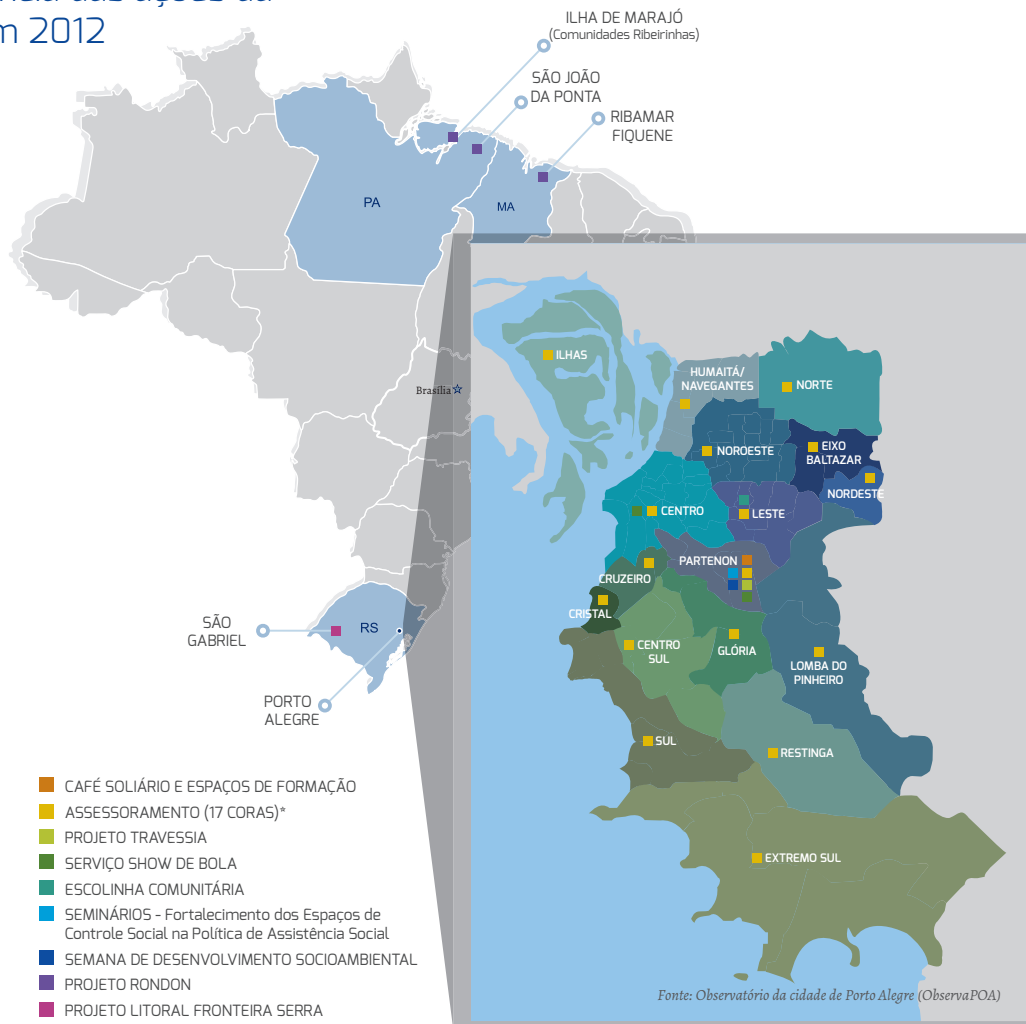 m 2012
ILHA DE MARAJÓ
(Comunidades Ribeirinhas)
SÃO JOÃO
DA PONTA
RIBAMAR
FIQUENE
PA
MA
Brasília
RS
SÃO
GABRIEL
PORTO
ALEGRE
ILHAS
HUMAITÁ/
NAVEGANTES
NORTE
NOROESTE
EIXO
BALTAZAR
NORDESTE
CENTRO
LESTE
PARTENON
CRUZEIRO
CRISTAL
CENTRO
SUL
GLÓRIA
LOMBA DO
PINHEIRO
SUL
RESTINGA
EXTREMO SUL
CAFÉ SOLIÁRIO E ESPAÇOS DE FORMAÇÃO
ASSESSORAMENTO (17 CORAS)*
PROJETO TRAVESSIA
SERVIÇO SHOW DE BOLA
ESCOLINHA COMUNITÁRIA
SEMINÁRIOS - Fortalecimento dos Espaços de
Controle Social na Política de Assistência Social
SEMANA DE DESENVOLVIMENTO SOCIOAMBIENTAL
PROJETO RONDON
PROJETO LITORAL FRONTEIRA SERRA
Fonte: Observatório da cidade de Porto Alegre (ObservaPOA)